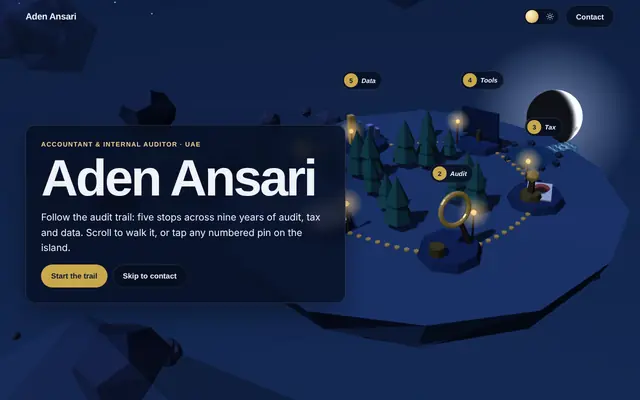 Aden Ansari
Contact
5 Data
4 Tools
3 Tax
2 Audit
ACCOUNTANT & INTERNAL AUDITOR · UAE
Aden Ansari
Follow the audit trail: five stops across nine years of audit, tax
and data. Scroll to walk it, or tap any numbered pin on the
island.
Start the trail
Skip to contact